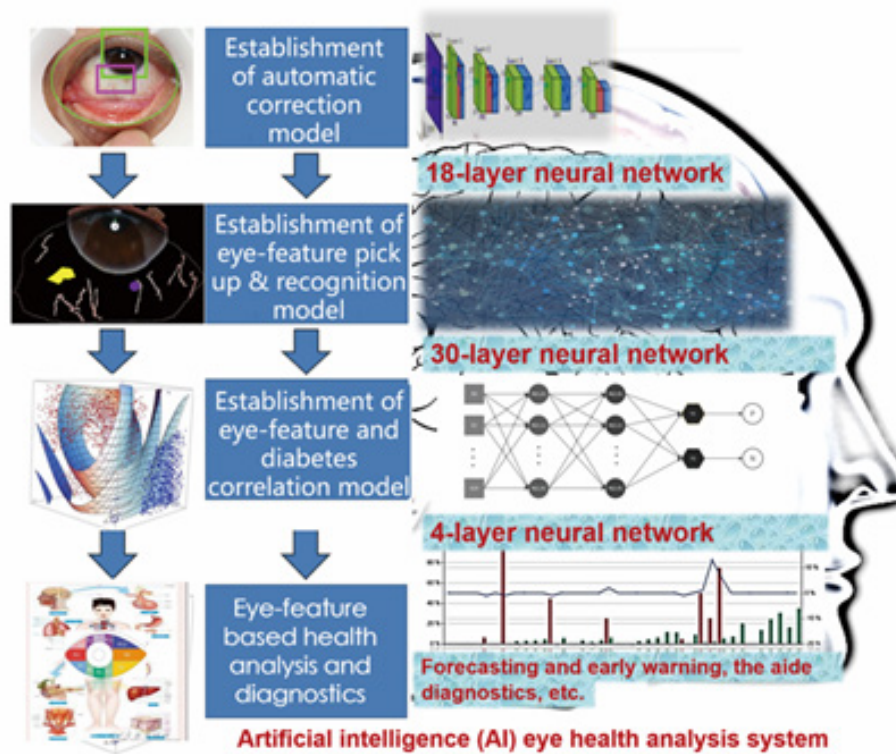 Establishment
of automatic
correction
model
18-layer neural network
Establishment of
eye-feature pick
up & recognition
model
30-layer neural network
Establishment of
eye-feature and
diabetes
correlation model
4-layer neural network
Eye-feature
based health
analysis and
diagnostics
Forecasting and early warning, the aide
diagnostics, etc.
Artificial intelligence (AI) eye health analysis system